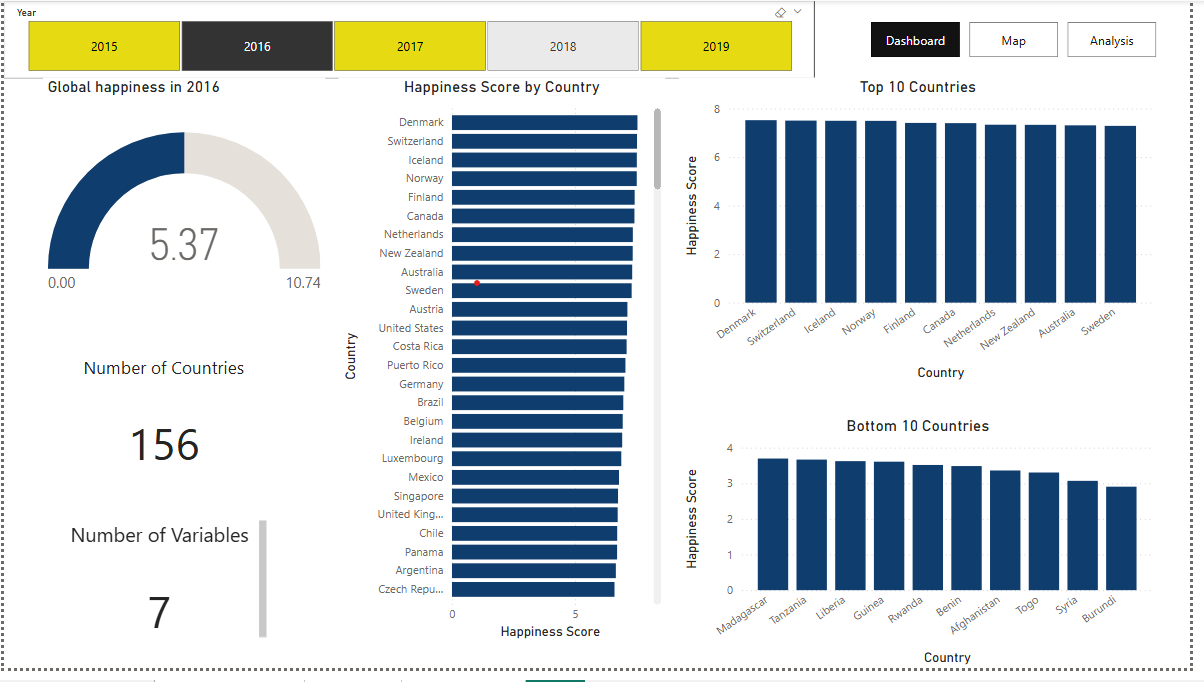 Year
2015
2016
2017
2018
2019
Dashboard
Map
Analysis
Global happiness in 2016
5.37
0.00
10.74
Number of Countries
156
Number of Variables
7
Happiness Score by Country
Country
Denmark
Switzerland
Iceland
Norway
Finland
Canada
Netherlands
New Zealand
Australia
Sweden
Austria
United States
Costa Rica
Puerto Rico
Germany
Brazil
Belgium
Ireland
Luxembourg
Mexico
Singapore
United King...
Chile
Panama
Argentina
Czech Repu...
0
5
Happiness Score
Top 10 Countries
Happiness Score
8
6
4
2
0
Denmark
Switzerland
Iceland
Norway
Finland
Canada
Netherlands
New Zealand
Australia
Sweden
Country
Bottom 10 Countries
Happiness Score
4
3
2
1
0
Madagascar
Tanzania
Liberia
Guinea
Rwanda
Benin
Afghanistan
Togo
Syria
Burundi
Country